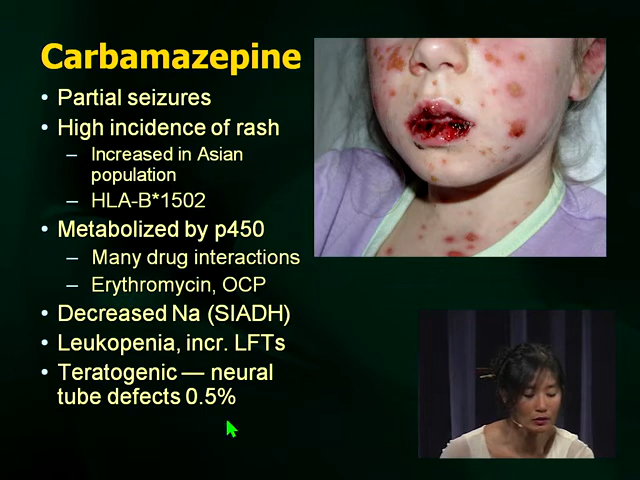 Carbamazepine
• Partial seizures
• High incidence of rash
– Increased in Asian
population
– HLA-B*1502
• Metabolized by p450
– Many drug interactions
– Erythromycin, OCP
• Decreased Na (SIADH)
• Leukopenia, incr. LFTs
• Teratogenic — neural
tube defects 0.5%